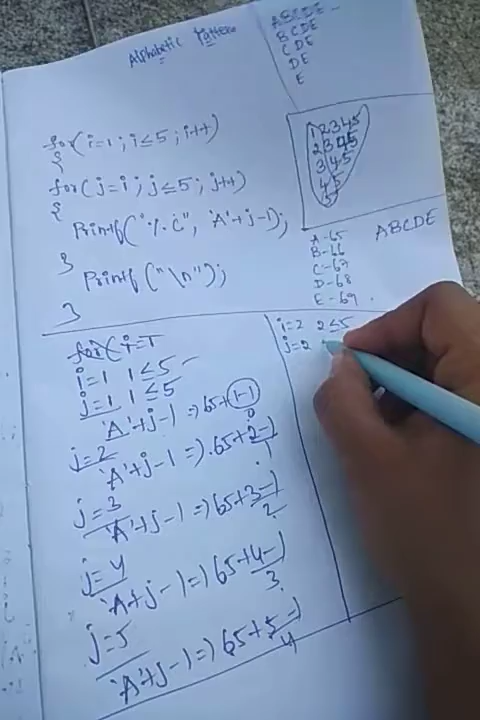 Alphabetic Pattern
ABCDE
BCDE
CDE
DE
E
for(i=1; i≤5; i++)
{
for(j=i; j≤5; j++)
{
Printf("%c", 'A'+j-1);
}
Printf("\n");
}
12345
2345
345
45
5
A-65
B-66
C-67
D-68
E-69
ABCDE
for(i=1
i=1 1≤5
j=1 1≤5
'A'+j-1 => 65+1-1
0
j=2
'A'+j-1 => 65+2-1
1
j=3
'A'+j-1 => 65+3-1
2
j=4
'A+j-1 => 65+4-1
3
j=5
'A'+j-1 => 65+5-1
4
i=2 2≤5
j=2